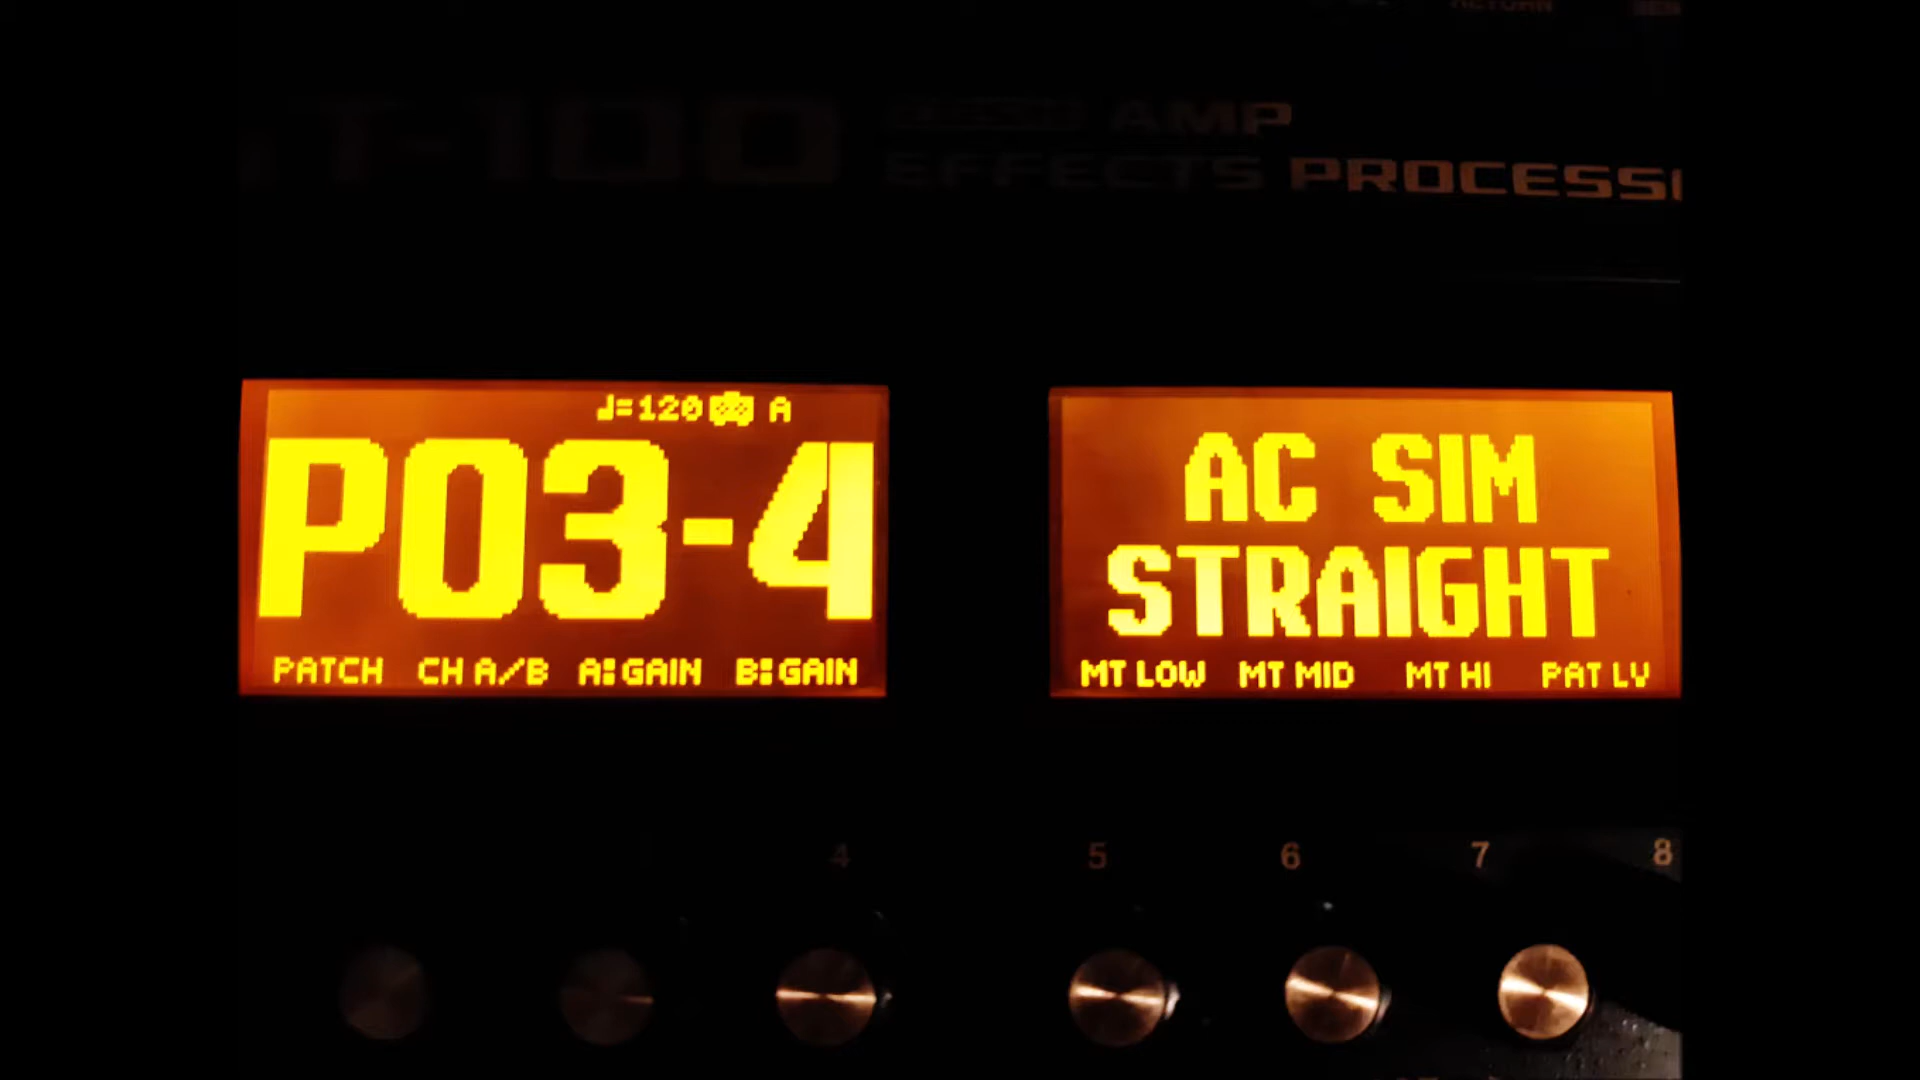 T-100
AMP
EFFECTS PROCESS
♩=120 A
P03-4
PATCH CH A/B A:GAIN B:GAIN
AC SIM
STRAIGHT
MT LOW MT MID MT HI PAT LV
4 5 6 7 8